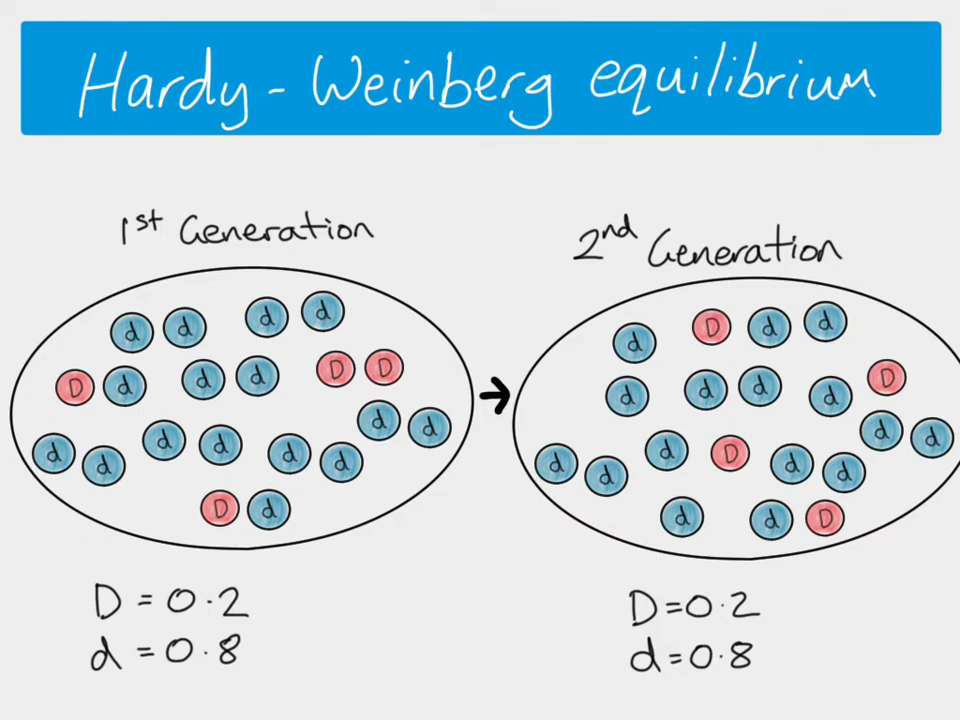 Hardy - Weinberg equilibrium
1st Generation
2nd Generation
d d d d
D d d d D D
d d
d d d d d d
D d
d D d d
d d d d D
d d
d d d D d d
d d D
D = 0.2
d = 0.8
D = 0.2
d = 0.8